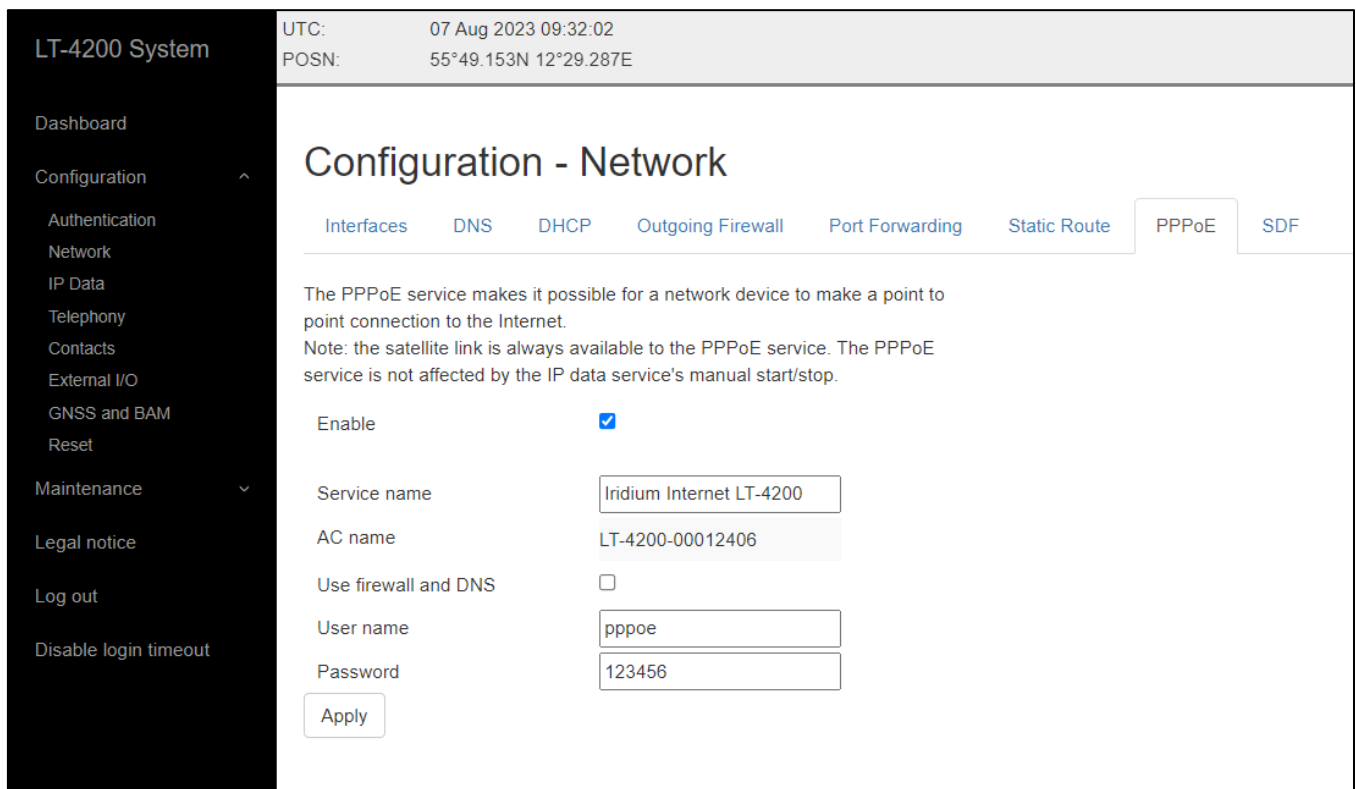 LT-4200 System
UTC: 07 Aug 2023 09:32:02
POSN: 55°49.153N 12°29.287E
Dashboard
Configuration
Authentication
Network
IP Data
Telephony
Contacts
External I/O
GNSS and BAM
Reset
Maintenance
Legal notice
Log out
Disable login timeout
Configuration - Network
Interfaces DNS DHCP Outgoing Firewall Port Forwarding Static Route PPPoE SDF
The PPPoE service makes it possible for a network device to make a point to
point connection to the Internet.
Note: the satellite link is always available to the PPPoE service. The PPPoE
service is not affected by the IP data service's manual start/stop.
Enable
Service name Iridium Internet LT-4200
AC name LT-4200-00012406
Use firewall and DNS
User name pppoe
Password 123456
Apply